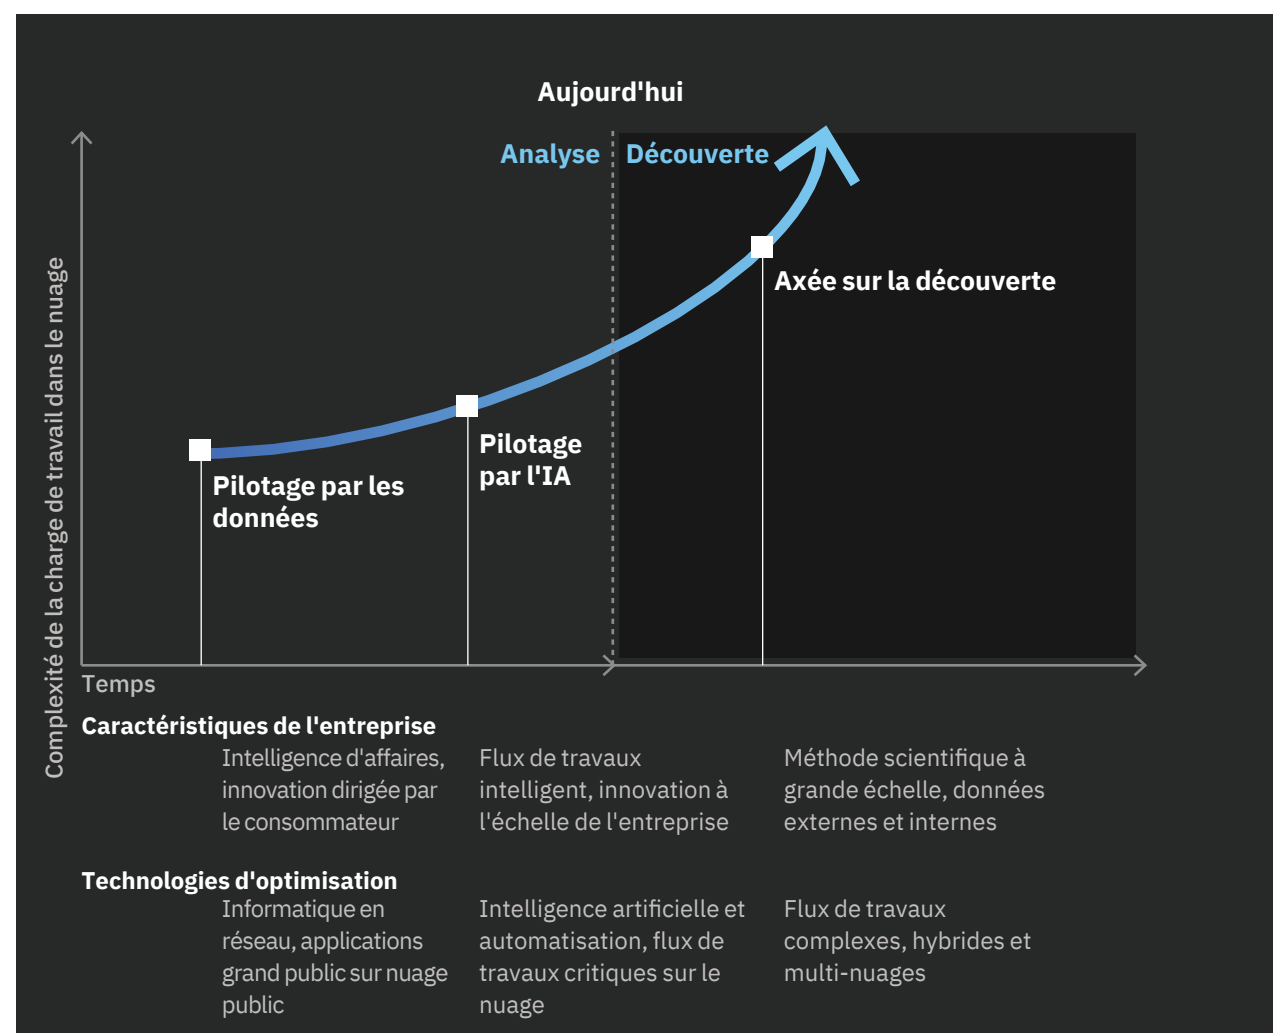 Aujourd'hui
Analyse
Découverte
Axée sur la découverte
Pilotage
par l'IA
Pilotage par les
données
Complexité de la charge de travail dans le nuage
Temps
Caractéristiques de l'entreprise
Intelligence d'affaires,
innovation dirigée par
le consommateur
Flux de travaux
intelligent, innovation à
l'échelle de l'entreprise
Méthode scientifique à
grande échelle, données
externes et internes
Technologies d'optimisation
Informatique en
réseau, applications
grand public sur nuage
public
Intelligence artificielle et
automatisation, flux de
travaux critiques sur le
nuage
Flux de travaux
complexes, hybrides et
multi-nuages